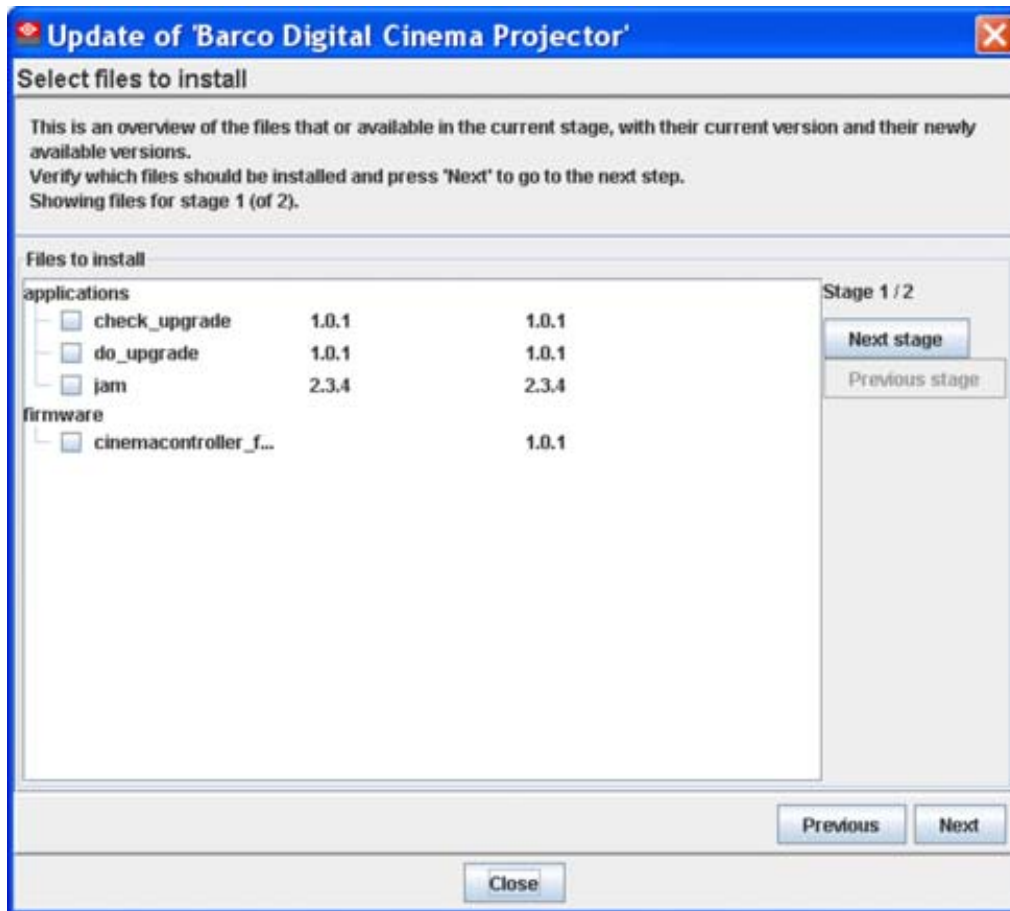 Update of 'Barco Digital Cinema Projector'
Select files to install
This is an overview of the files that or available in the current stage, with their current version and their newly
available versions.
Verify which files should be installed and press 'Next' to go to the next step.
Showing files for stage 1 (of 2).
Files to install
applications
Stage 1 / 2
check_upgrade 1.0.1 1.0.1
Next stage
do_upgrade 1.0.1 1.0.1
Previous stage
jam 2.3.4 2.3.4
firmware
cinemacontroller_f... 1.0.1
Previous Next
Close